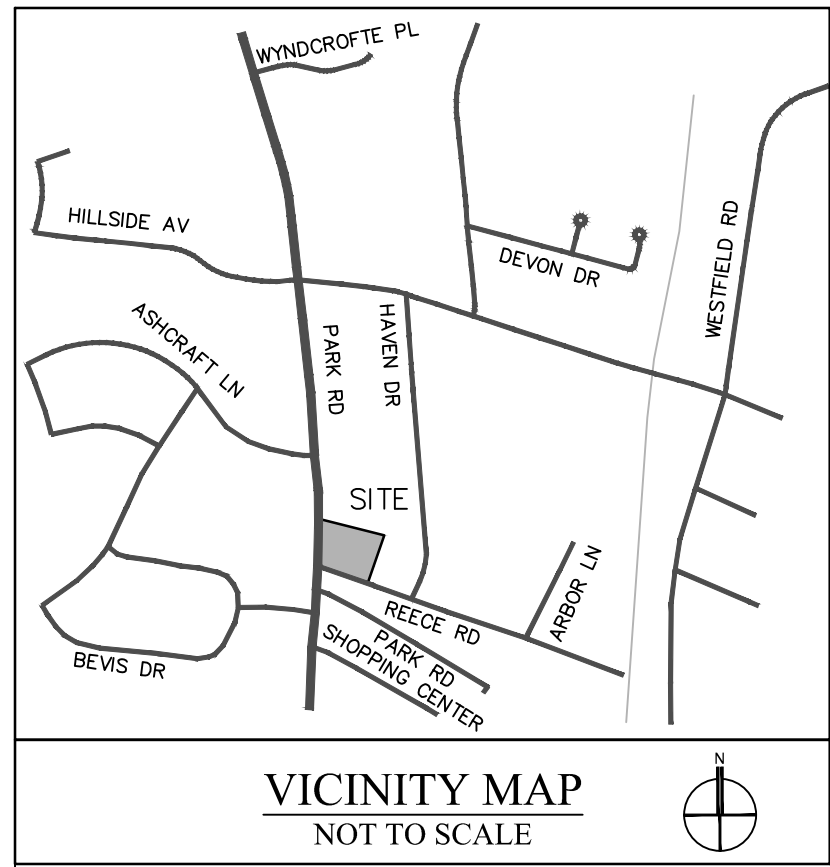 WYNDCROFTE PL
HILLSIDE AV
DEVON DR
WESTFIELD RD
ASHCRAFT LN
PARK RD
HAVEN DR
SITE
ARBOR LN
REECE RD
PARK RD
SHOPPING CENTER
BEVIS DR
VICINITY MAP
NOT TO SCALE
N